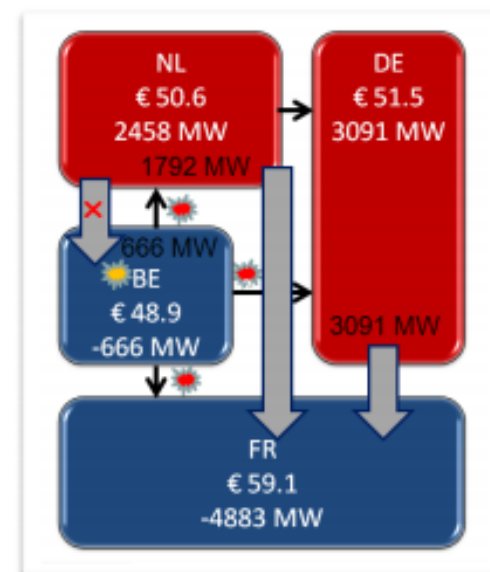 NL
€ 50.6
2458 MW
1792 MW
DE
€ 51.5
3091 MW
3091 MW
666 MW
BE
€ 48.9
-666 MW
FR
€ 59.1
-4883 MW